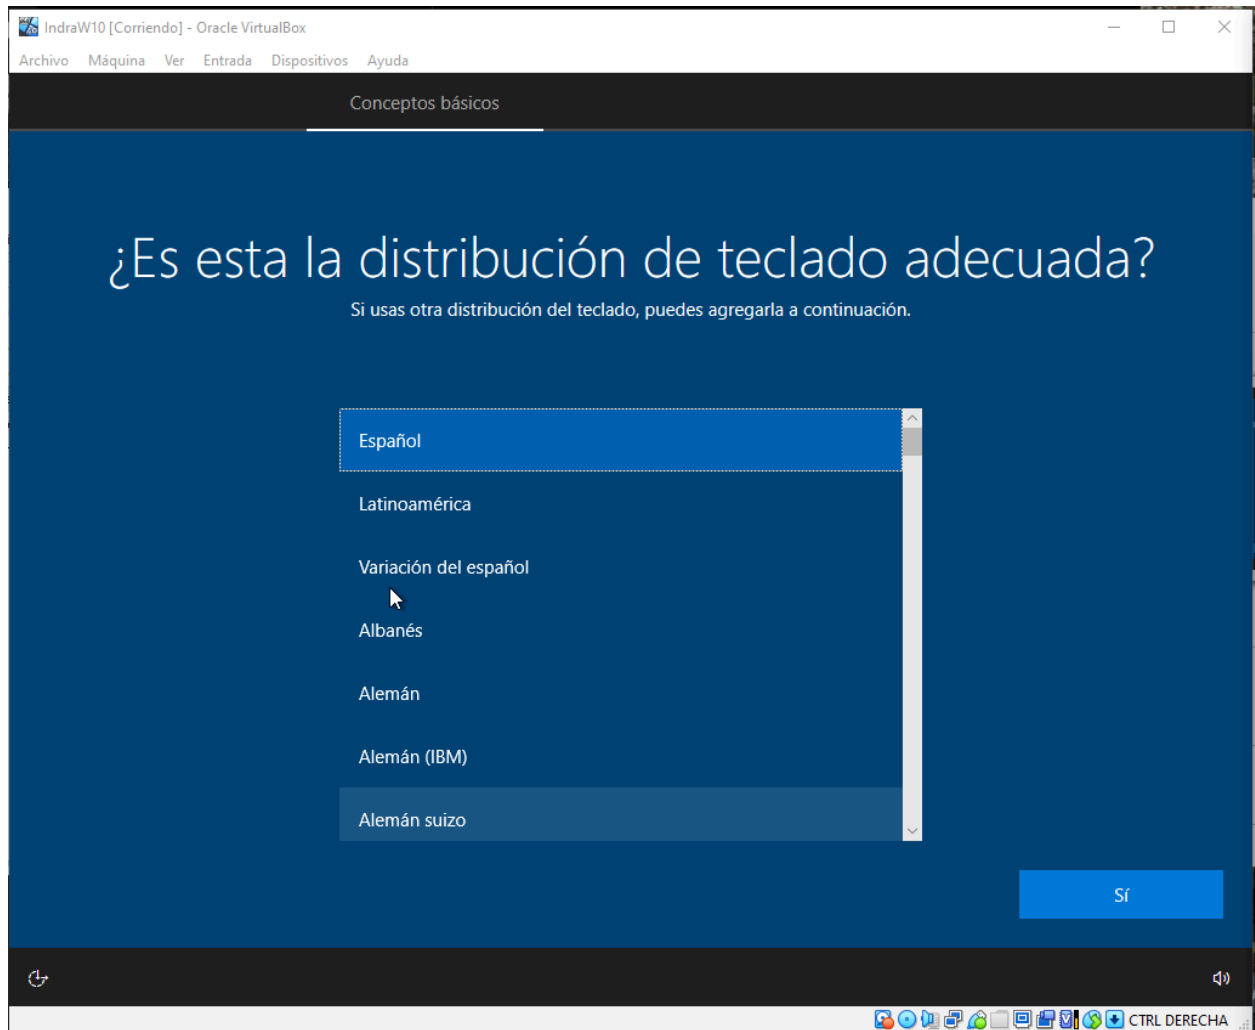 IndraW10 [Corriendo] - Oracle VirtualBox
Archivo Máquina Ver Entrada Dispositivos Ayuda
Conceptos básicos
¿Es esta la distribución de teclado adecuada?
Si usas otra distribución del teclado, puedes agregarla a continuación.
Español
Latinoamérica
Variación del español
Albanés
Alemán
Alemán (IBM)
Alemán suizo
Sí
CTRL DERECHA